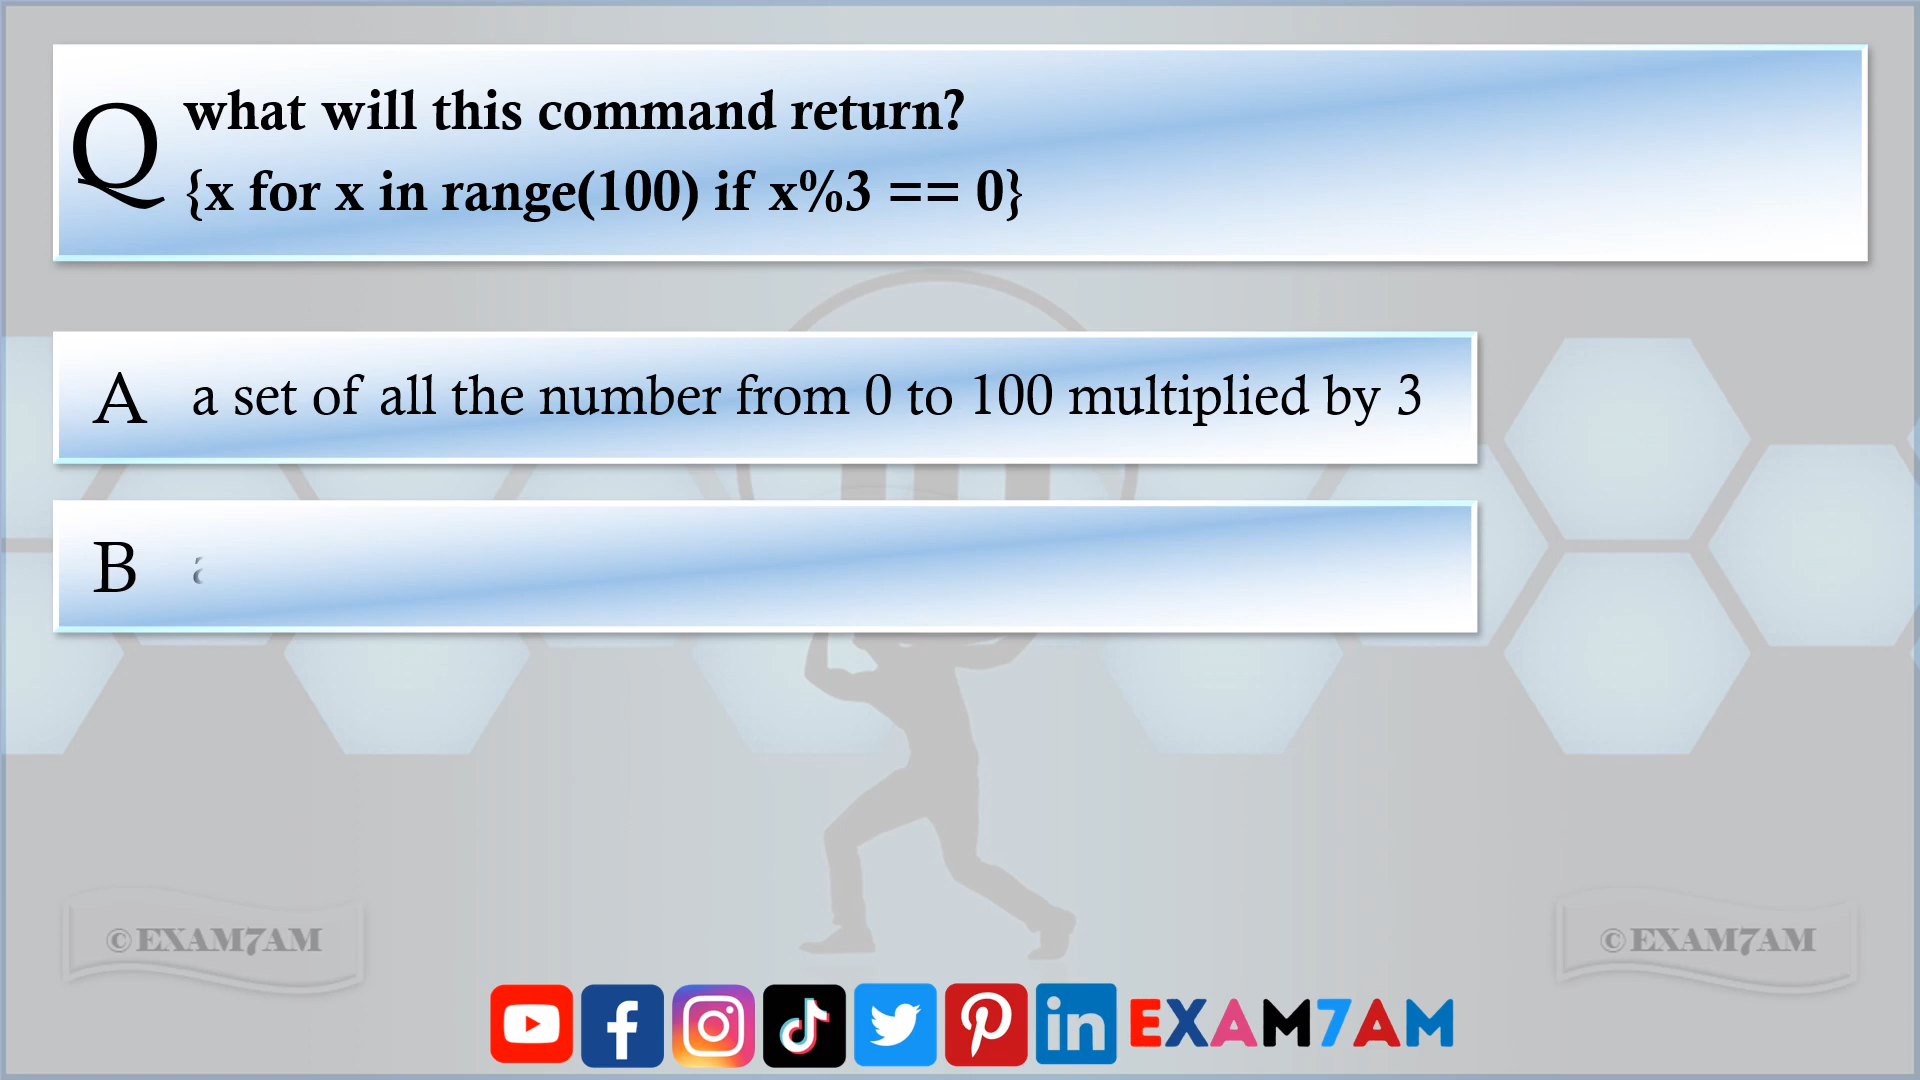 Q
what will this command return?
{x for x in range(100) if x%3 == 0}
A a set of all the number from 0 to 100 multiplied by 3
B
©EXAM7AM
©EXAM7AM
EXAM7AM